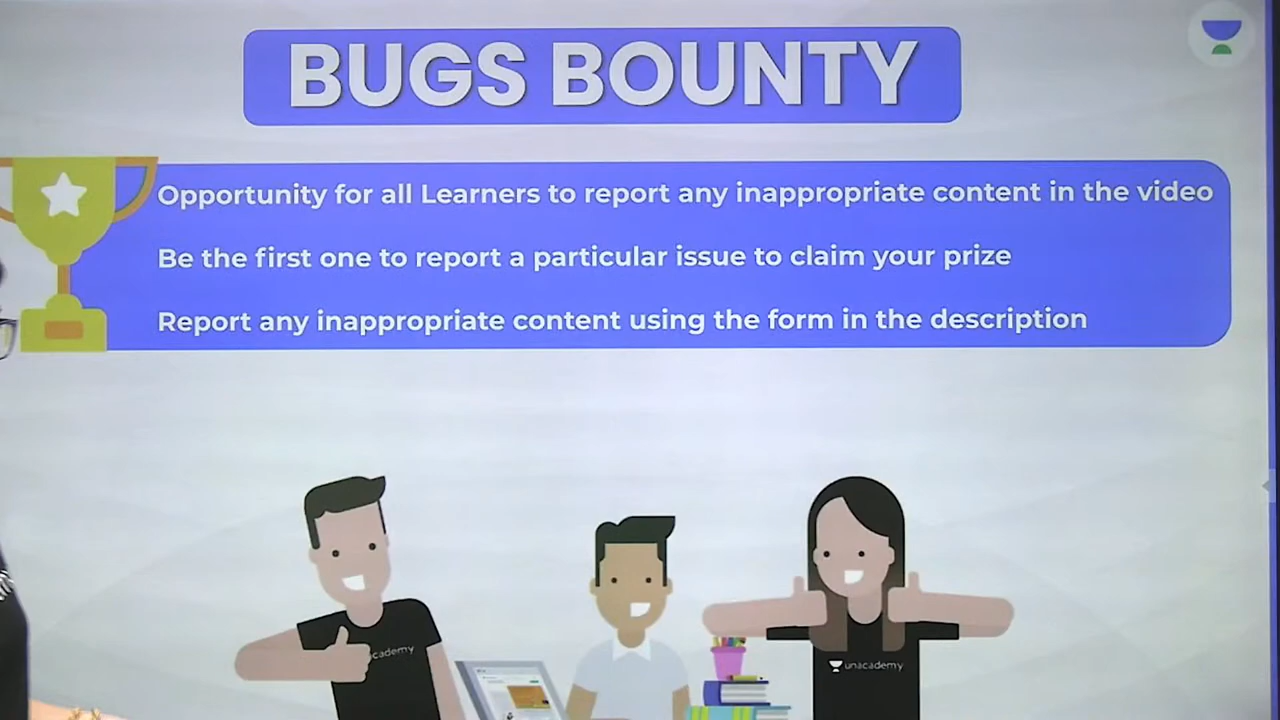 BUGS BOUNTY
Opportunity for all Learners to report any inappropriate content in the video
Be the first one to report a particular issue to claim your prize
Report any inappropriate content using the form in the description
cademy
unacademy